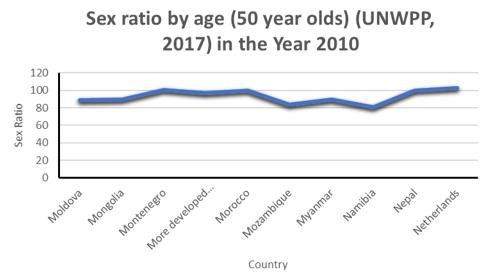 Sex ratio by age (50 year olds) (UNWPP,
2017) in the Year 2010
120
100
80
60
40
20
0
Sex Ratio
Moldova
Mongolia
Montenegro
More developed…
Morocco
Mozambique
Myanmar
Namibia
Nepal
Netherlands
Country